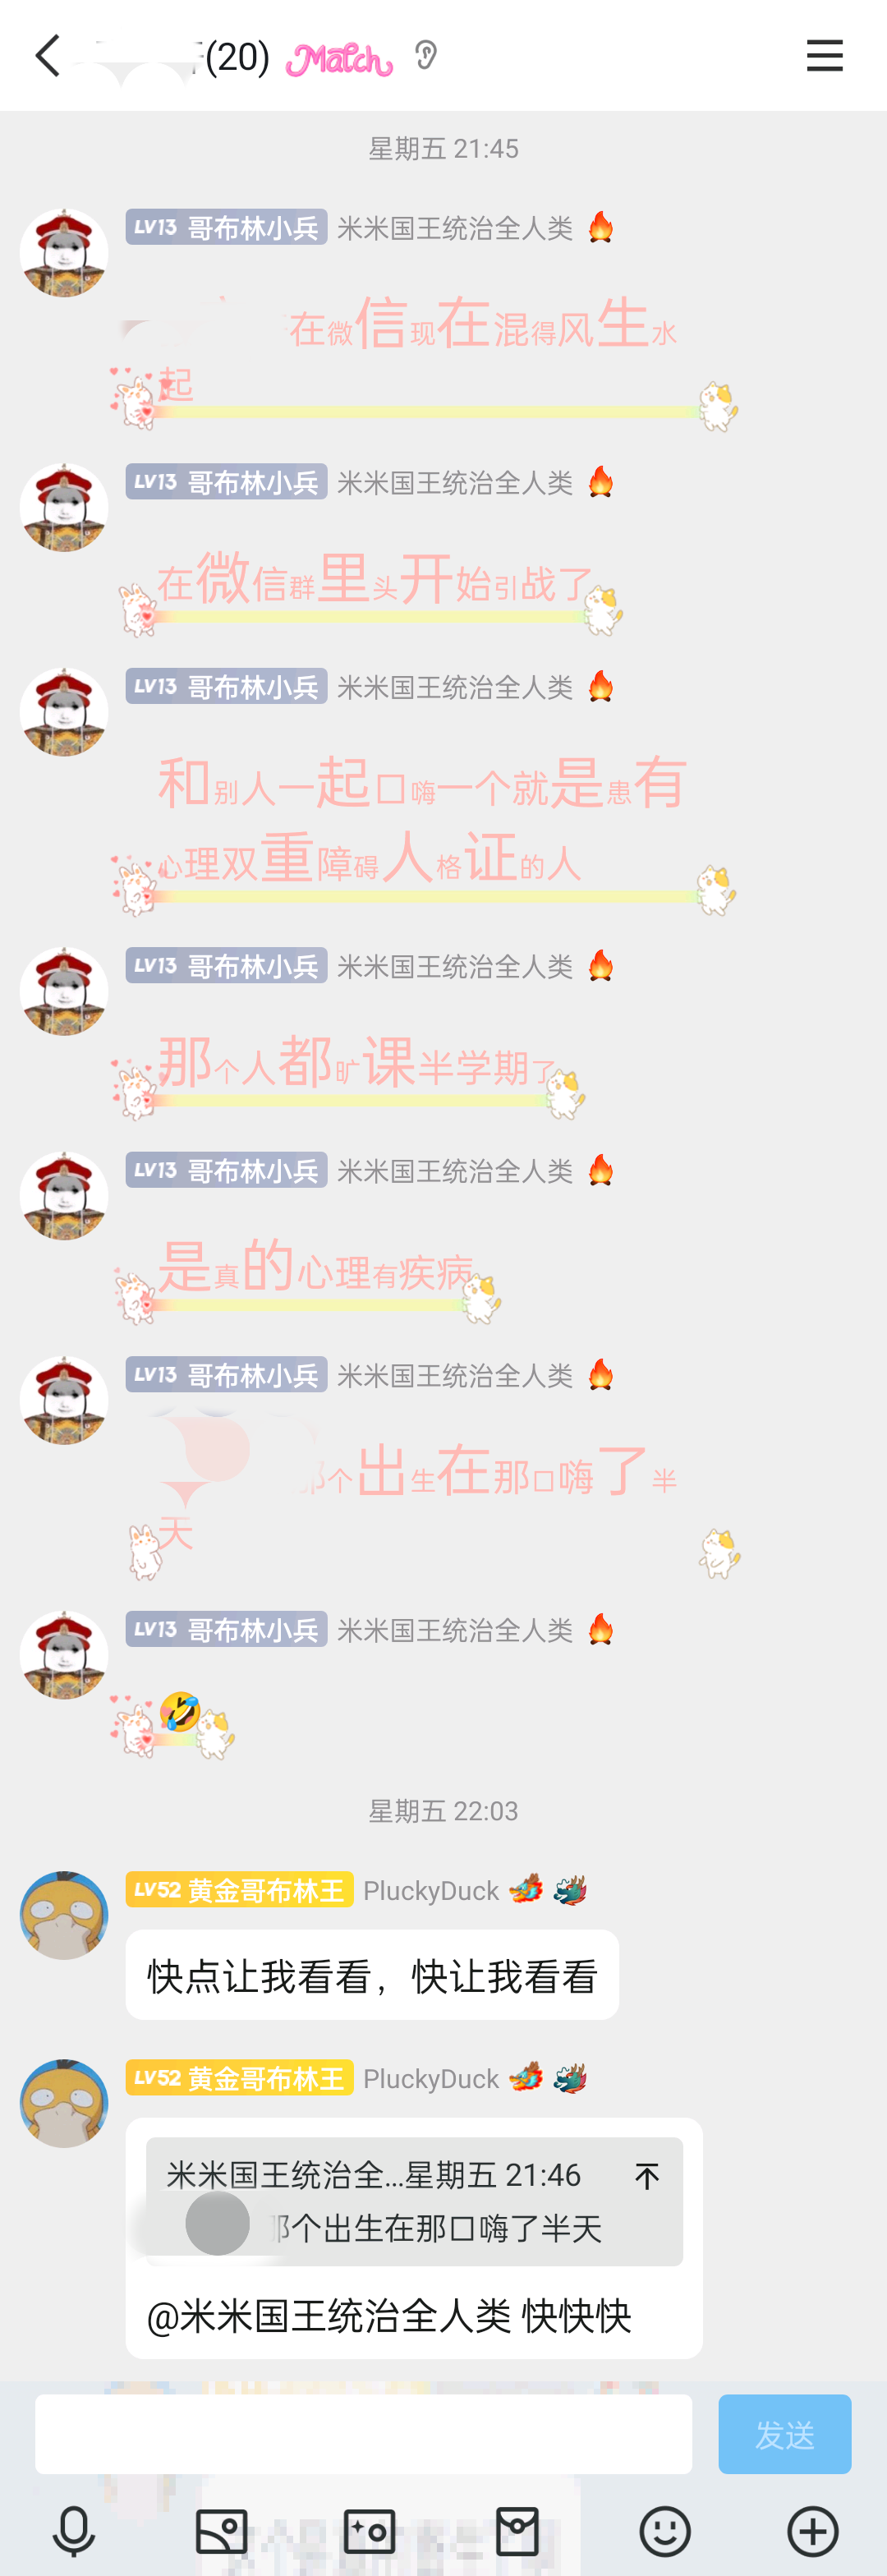 (20) Match
星期五 21:45
LV13 哥布林小兵 米米国王统治全人类
在微信现在混得风生水
起
LV13 哥布林小兵 米米国王统治全人类
在微信群里头开始引战了
LV13 哥布林小兵 米米国王统治全人类
和别人一起口嗨一个就是患有
心理双重障碍人格证的人
LV13 哥布林小兵 米米国王统治全人类
那个人都旷课半学期了
LV13 哥布林小兵 米米国王统治全人类
是真的心理有疾病
LV13 哥布林小兵 米米国王统治全人类
那个出生在那口嗨了半
天
LV13 哥布林小兵 米米国王统治全人类
星期五 22:03
LV52 黄金哥布林王 PluckyDuck
快点让我看看，快让我看看
LV52 黄金哥布林王 PluckyDuck
米米国王统治全...星期五 21:46
那个出生在那口嗨了半天
@米米国王统治全人类 快快快
发送